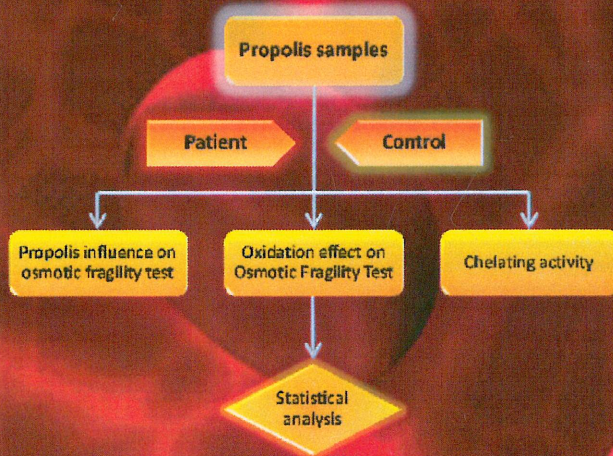 Propolis samples
Patient
Control
Propolis influence on
osmotic fragility test
Oxidation effect on
Osmotic Fragility Test
Chelating activity
Statistical
analysis